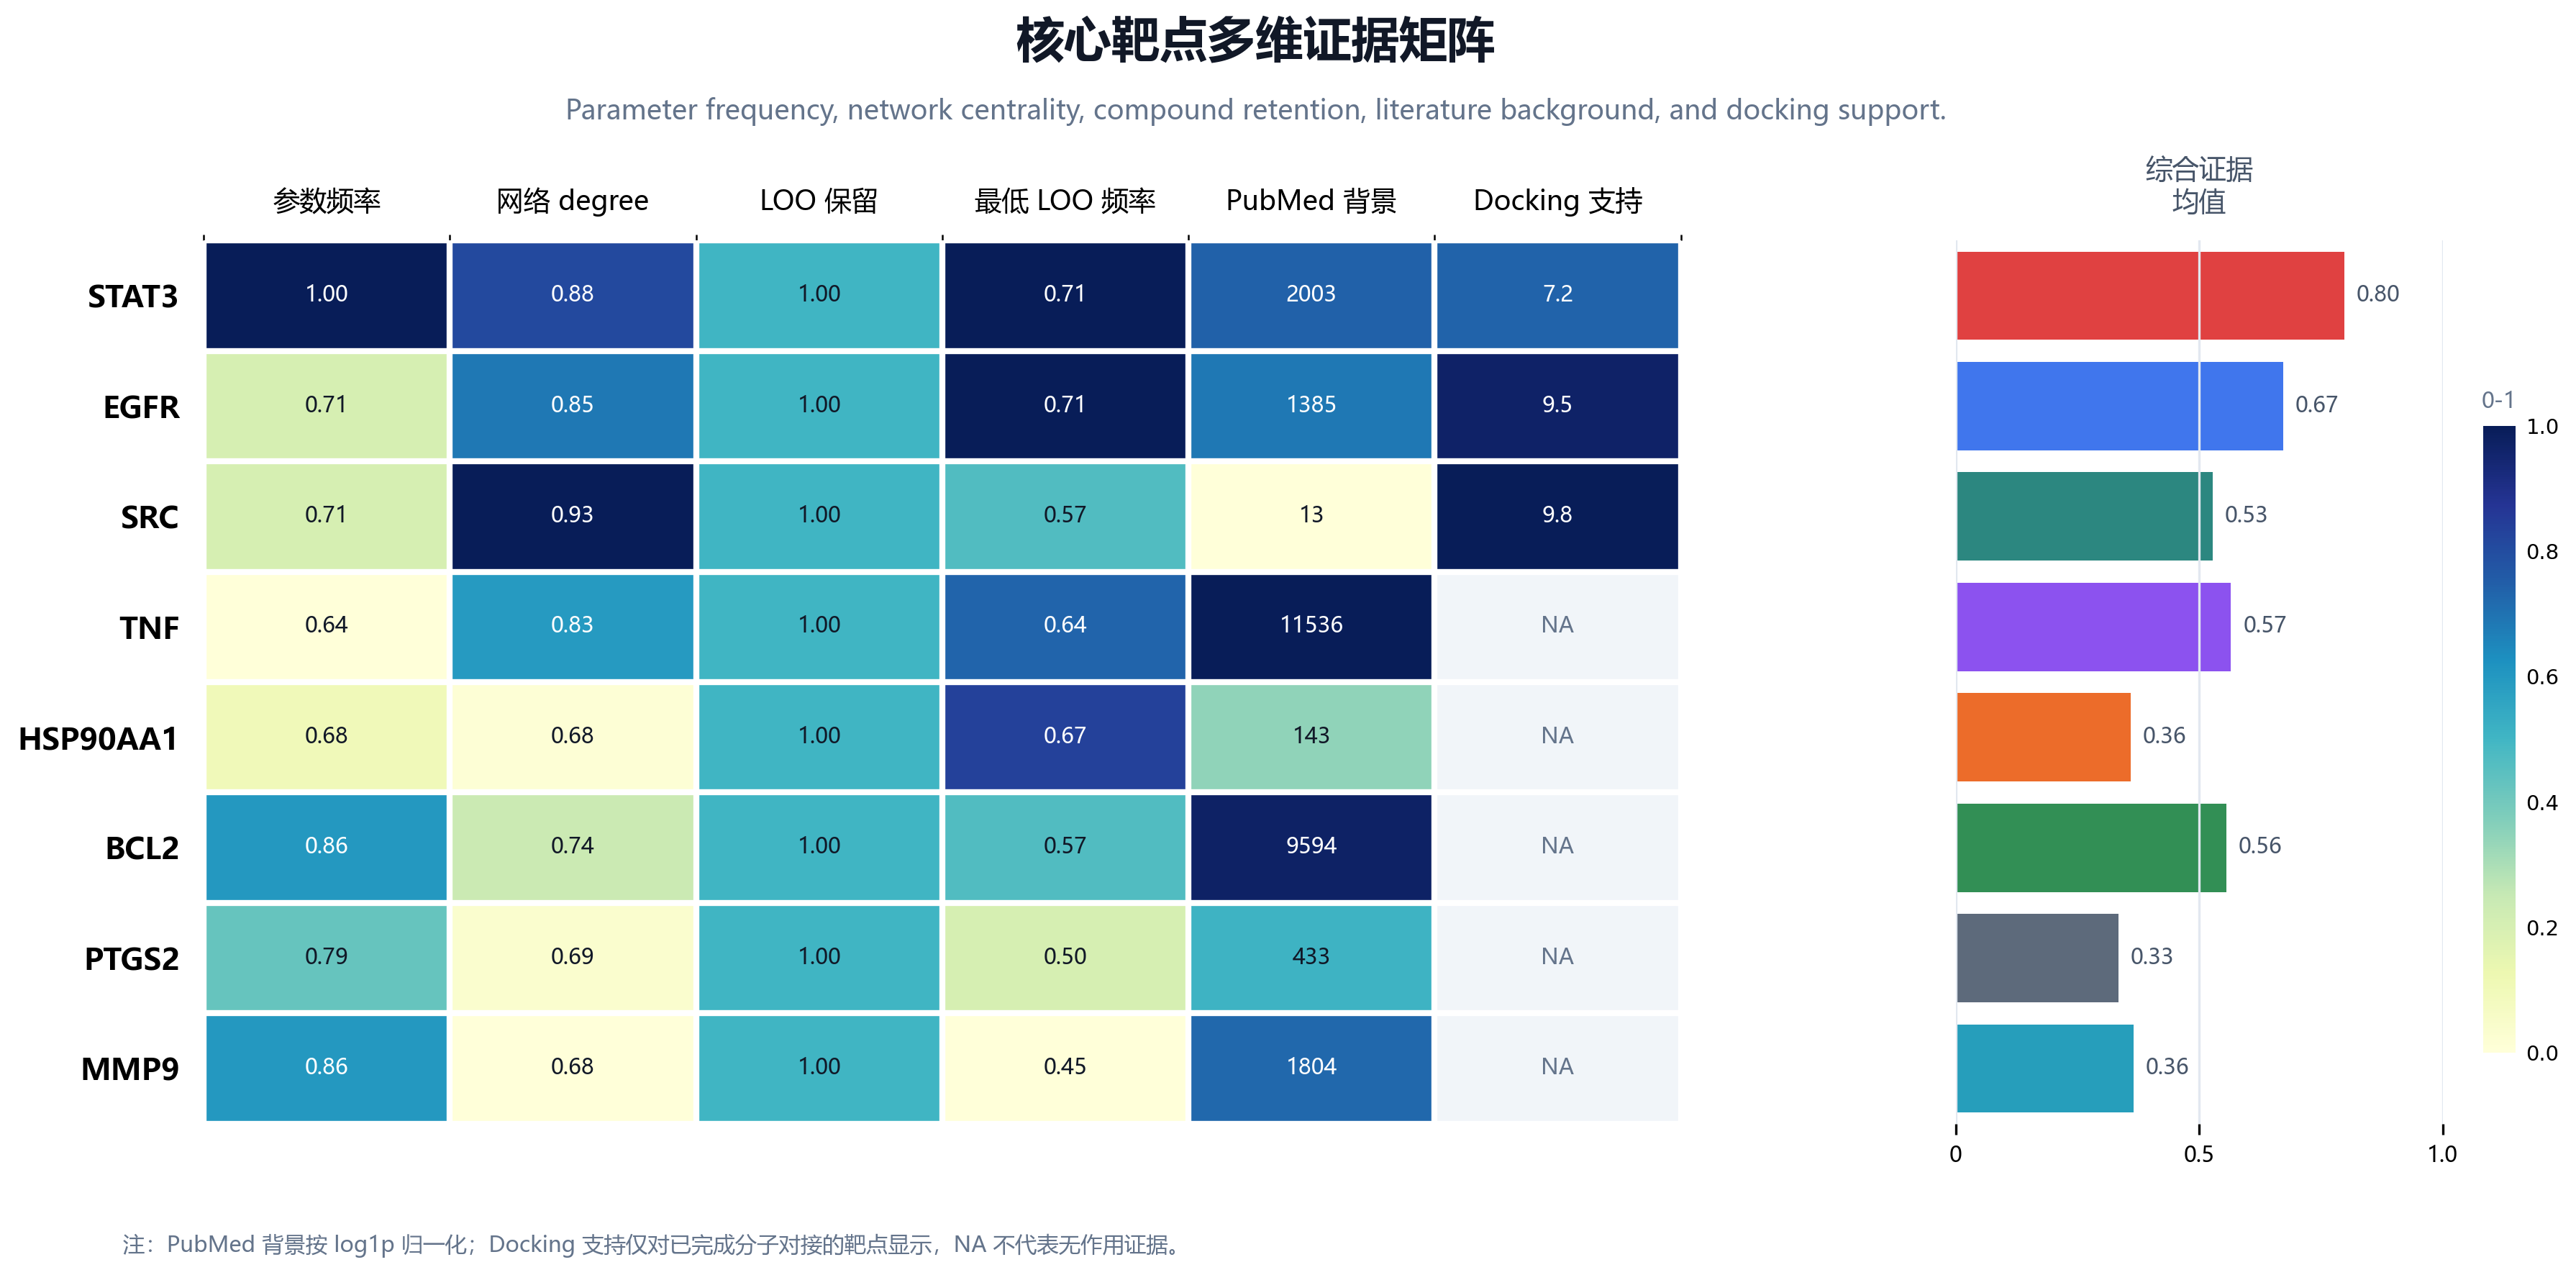 核心靶点多维证据矩阵
Parameter frequency, network centrality, compound retention, literature background, and docking support.
参数频率 网络 degree LOO 保留 最低 LOO 频率 PubMed 背景 Docking 支持
综合证据
均值
STAT3 1.00 0.88 1.00 0.71 2003 7.2 0.80
EGFR 0.71 0.85 1.00 0.71 1385 9.5 0.67
SRC 0.71 0.93 1.00 0.57 13 9.8 0.53
TNF 0.64 0.83 1.00 0.64 11536 NA 0.57
HSP90AA1 0.68 0.68 1.00 0.67 143 NA 0.36
BCL2 0.86 0.74 1.00 0.57 9594 NA 0.56
PTGS2 0.79 0.69 1.00 0.50 433 NA 0.33
MMP9 0.86 0.68 1.00 0.45 1804 NA 0.36
0 0.5 1.0
0-1
1.0
0.8
0.6
0.4
0.2
0.0
注：PubMed 背景按 log1p 归一化；Docking 支持仅对已完成分子对接的靶点显示，NA 不代表无作用证据。